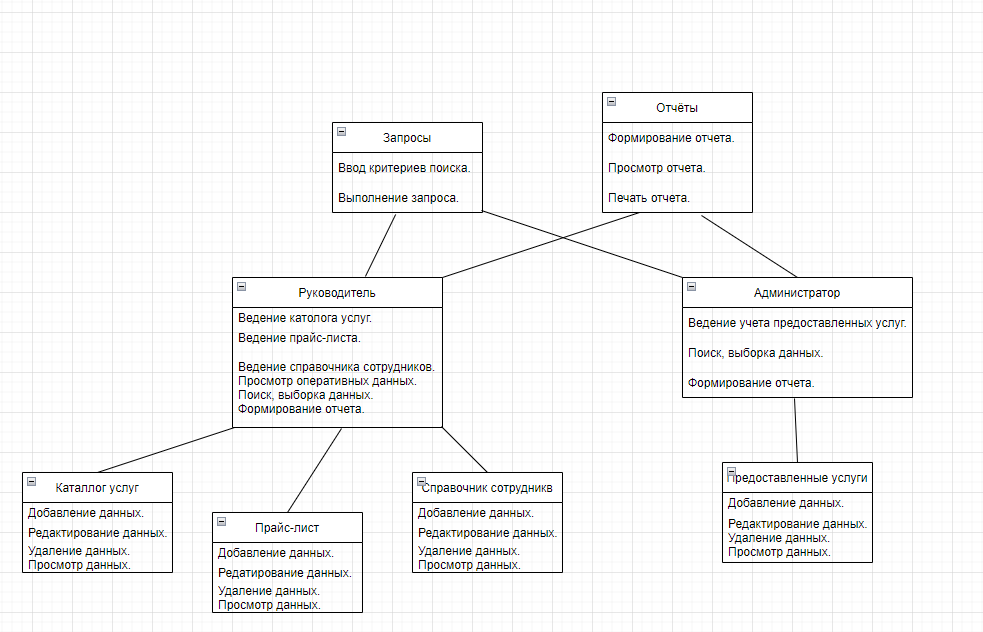 Отчёты
Формирование отчета.
Просмотр отчета.
Печать отчета.
Запросы
Ввод критериев поиска.
Выполнение запроса.
Руководитель
Ведение католога услуг.
Ведение прайс-листа.
Ведение справочника сотрудников.
Просмотр оперативных данных.
Поиск, выборка данных.
Формирование отчета.
Администратор
Ведение учета предоставленных услуг.
Поиск, выборка данных.
Формирование отчета.
Каталлог услуг
Добавление данных.
Редактирование данных.
Удаление данных.
Просмотр данных.
Прайс-лист
Добавление данных.
Редатирование данных.
Удаление данных.
Просмотр данных.
Справочник сотрудникв
Добавление данных.
Редактирование данных.
Удаление данных.
Просмотр данных.
Предоставленные услуги
Добавление данных.
Редактирование данных.
Удаление данных.
Просмотр данных.